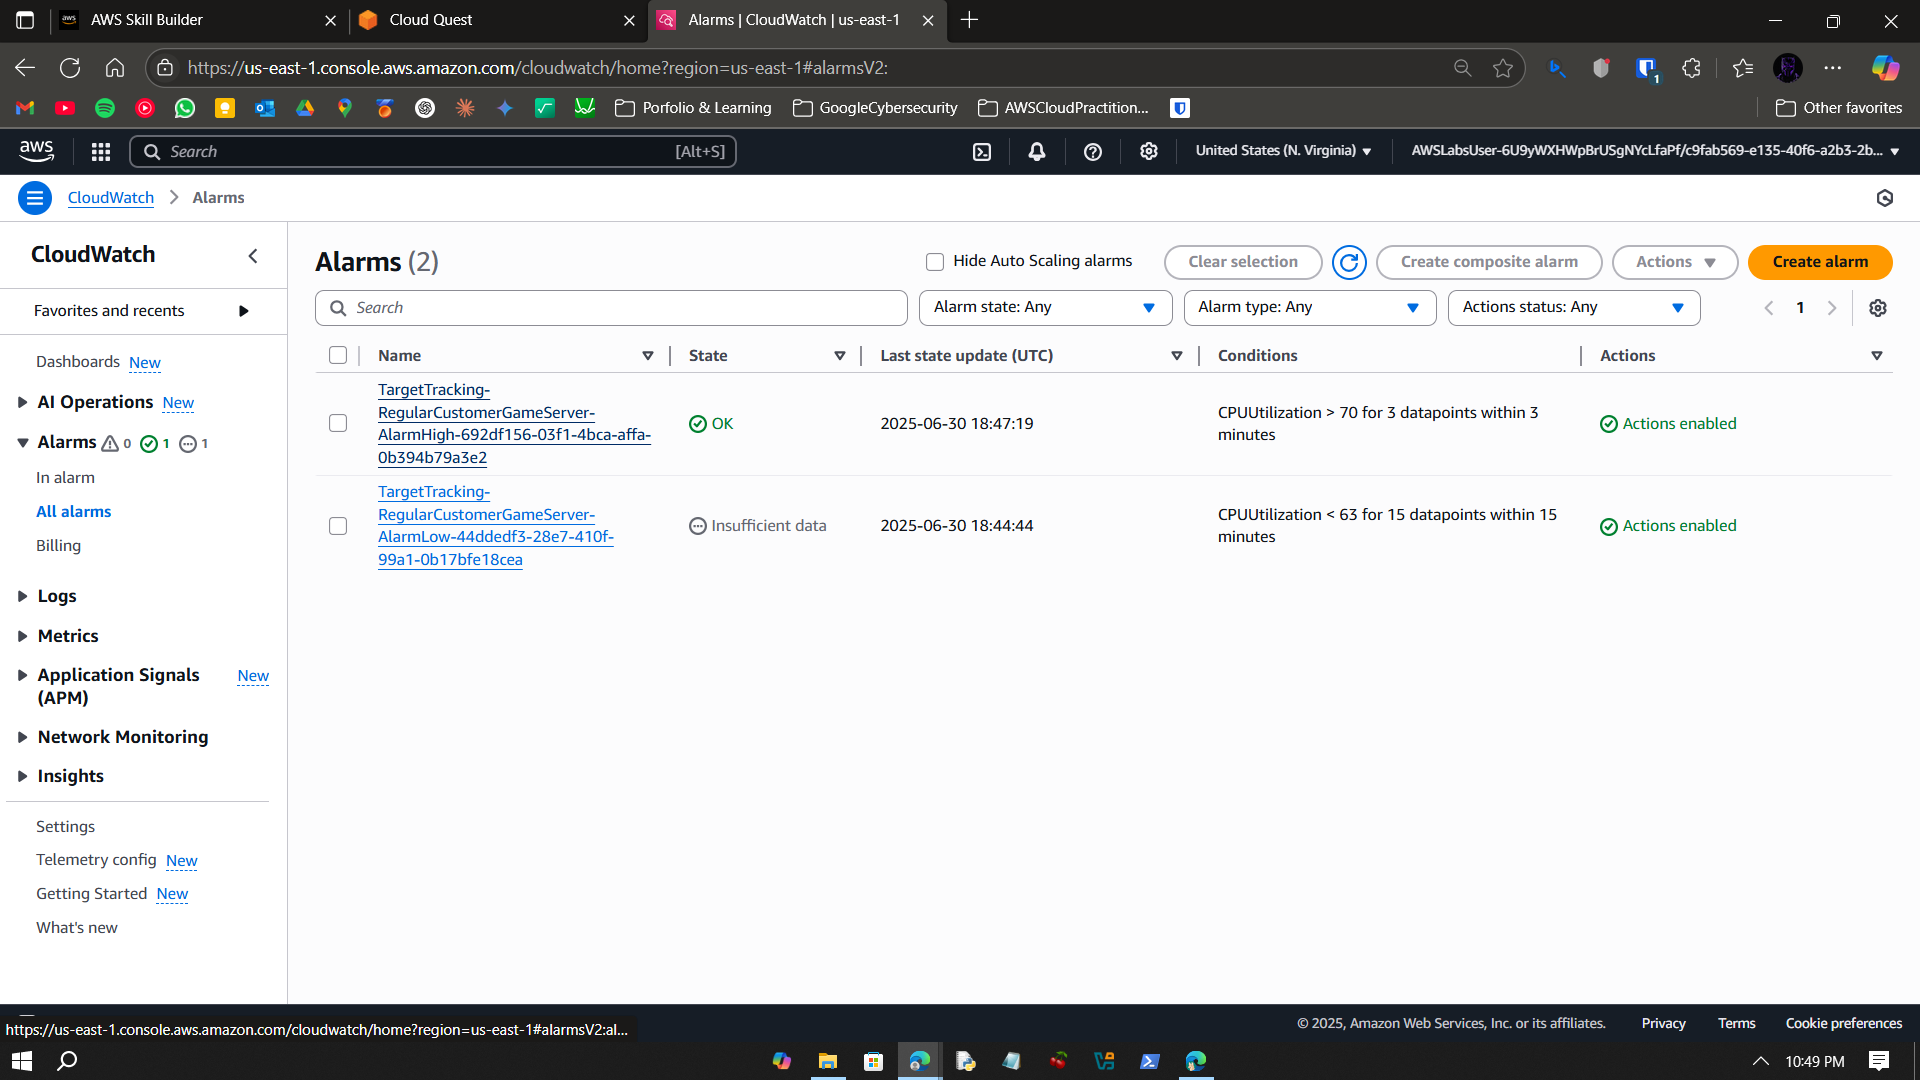 AWS Skill Builder
Cloud Quest
Alarms | CloudWatch | us-east-1
https://us-east-1.console.aws.amazon.com/cloudwatch/home?region=us-east-1#alarmsV2:
1
Porfolio & Learning
GoogleCybersecurity
AWSCloudPractition...
Other favorites
aws
Search
[Alt+S]
United States (N. Virginia)
AWSLabsUser-6U9yWXHWpBrUSgNYcLfaPf/c9fab569-e135-40f6-a2b3-2b...
CloudWatch
Alarms
CloudWatch
Favorites and recents
Dashboards New
AI Operations New
Alarms 0 1 1
In alarm
All alarms
Billing
Logs
Metrics
Application Signals (APM) New
Network Monitoring
Insights
Settings
Telemetry config New
Getting Started New
What's new
Alarms (2)
Hide Auto Scaling alarms
Clear selection
Create composite alarm
Actions
Create alarm
Search
Alarm state: Any
Alarm type: Any
Actions status: Any
1
Name
State
Last state update (UTC)
Conditions
Actions
TargetTracking-
RegularCustomerGameServer-
AlarmHigh-692df156-03f1-4bca-affa-
0b394b79a3e2
OK
2025-06-30 18:47:19
CPUUtilization > 70 for 3 datapoints within 3
minutes
Actions enabled
TargetTracking-
RegularCustomerGameServer-
AlarmLow-44ddedf3-28e7-410f-
99a1-0b17bfe18cea
Insufficient data
2025-06-30 18:44:44
CPUUtilization < 63 for 15 datapoints within 15
minutes
Actions enabled
https://us-east-1.console.aws.amazon.com/cloudwatch/home?region=us-east-1#alarmsV2:al...
© 2025, Amazon Web Services, Inc. or its affiliates.
Privacy
Terms
Cookie preferences
10:49 PM